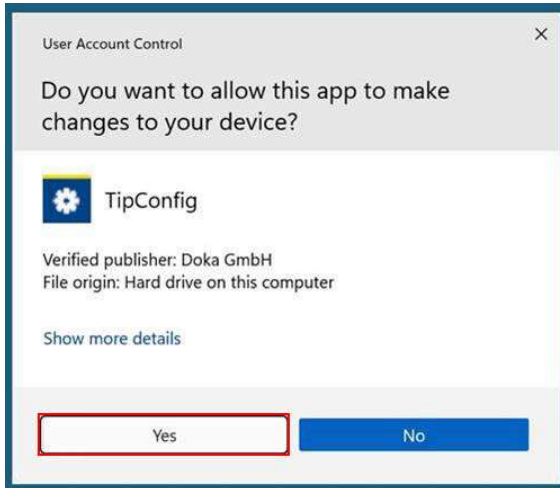 User Account Control
Do you want to allow this app to make
changes to your device?
TipConfig
Verified publisher: Doka GmbH
File origin: Hard drive on this computer
Show more details
Yes
No